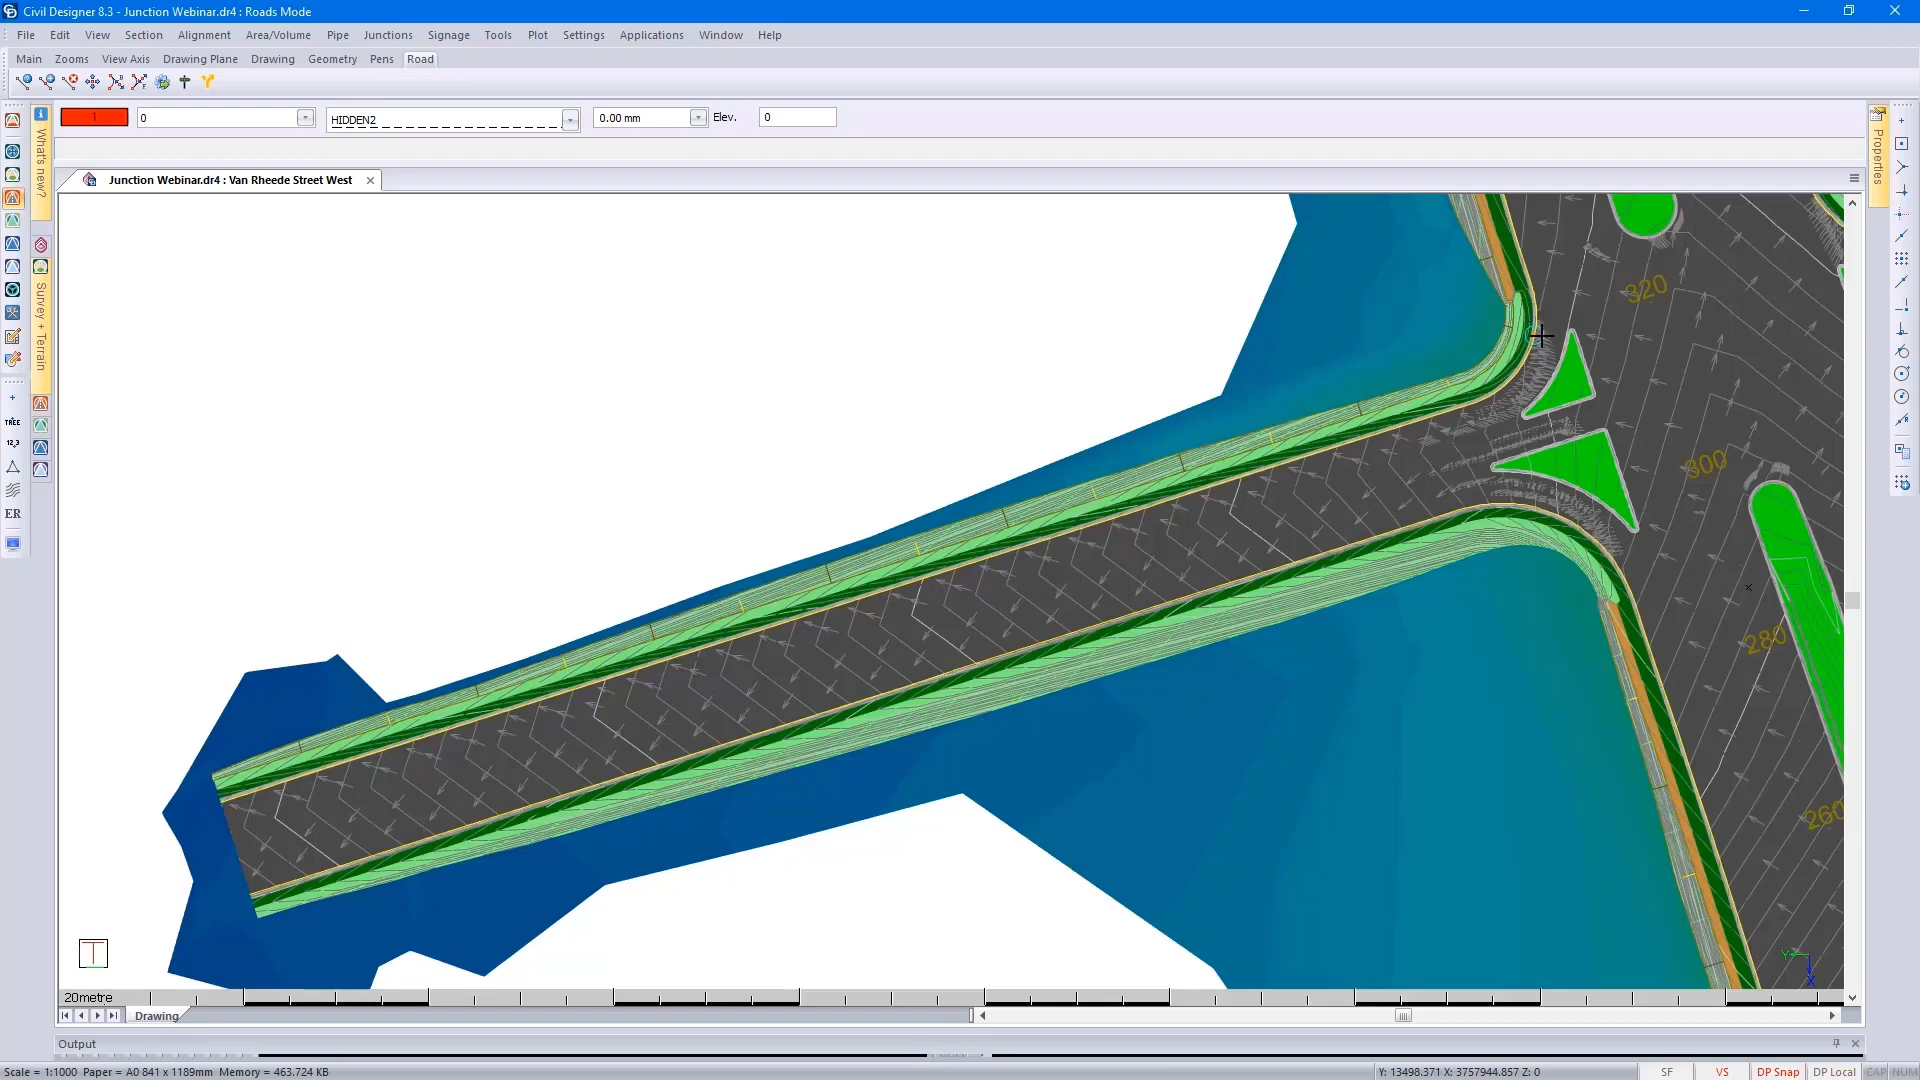 Civil Designer 8.3 - Junction Webinar.dr4 : Roads Mode
File Edit View Section Alignment Area/Volume Pipe Junctions Signage Tools Plot Settings Applications Window Help
Main Zooms View Axis Drawing Plane Drawing Geometry Pens Road
1 0 HIDDEN2 0.00 mm Elev. 0
What's new?
Properties
Junction Webinar.dr4 : Van Rheede Street West
Survey + Terrain
320
300
280
260
TREE
12,3
ER
T
Y
X
20metre
Drawing
Output
Scale = 1:1000 Paper = A0 841 x 1189mm Memory = 463.724 KB
Y: 13498.371 X: 3757944.857 Z: 0
SF VS DP Snap DP Local CAP NUM